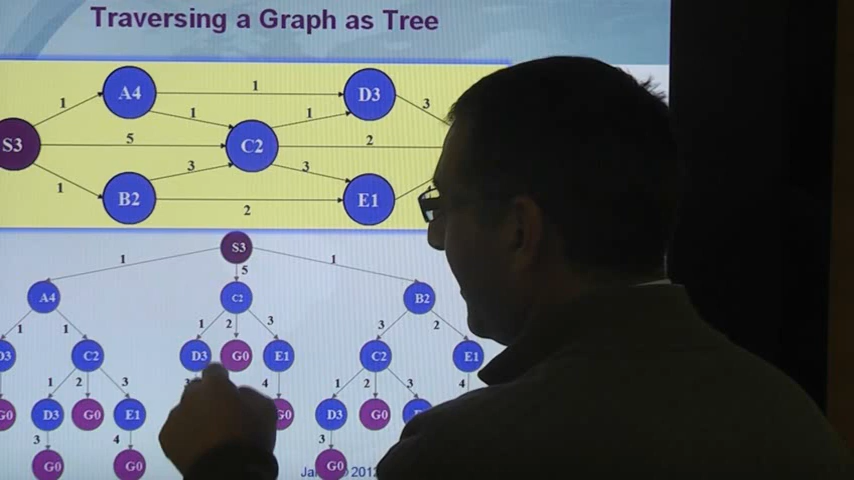 Traversing a Graph as Tree
1 A4 1 D3 3
1 1
S3 5 C2 2
3 3
1 B2 2 E1
S3
1 5 1
A4 C2 B2
1 1 1 2 3 3 2
D3 C2 D3 G0 E1 C2 E1
1 2 3 4 1 2 3 4
G0 D3 G0 E1 G0 D3 G0
3 4 3
G0 G0 G0
2012